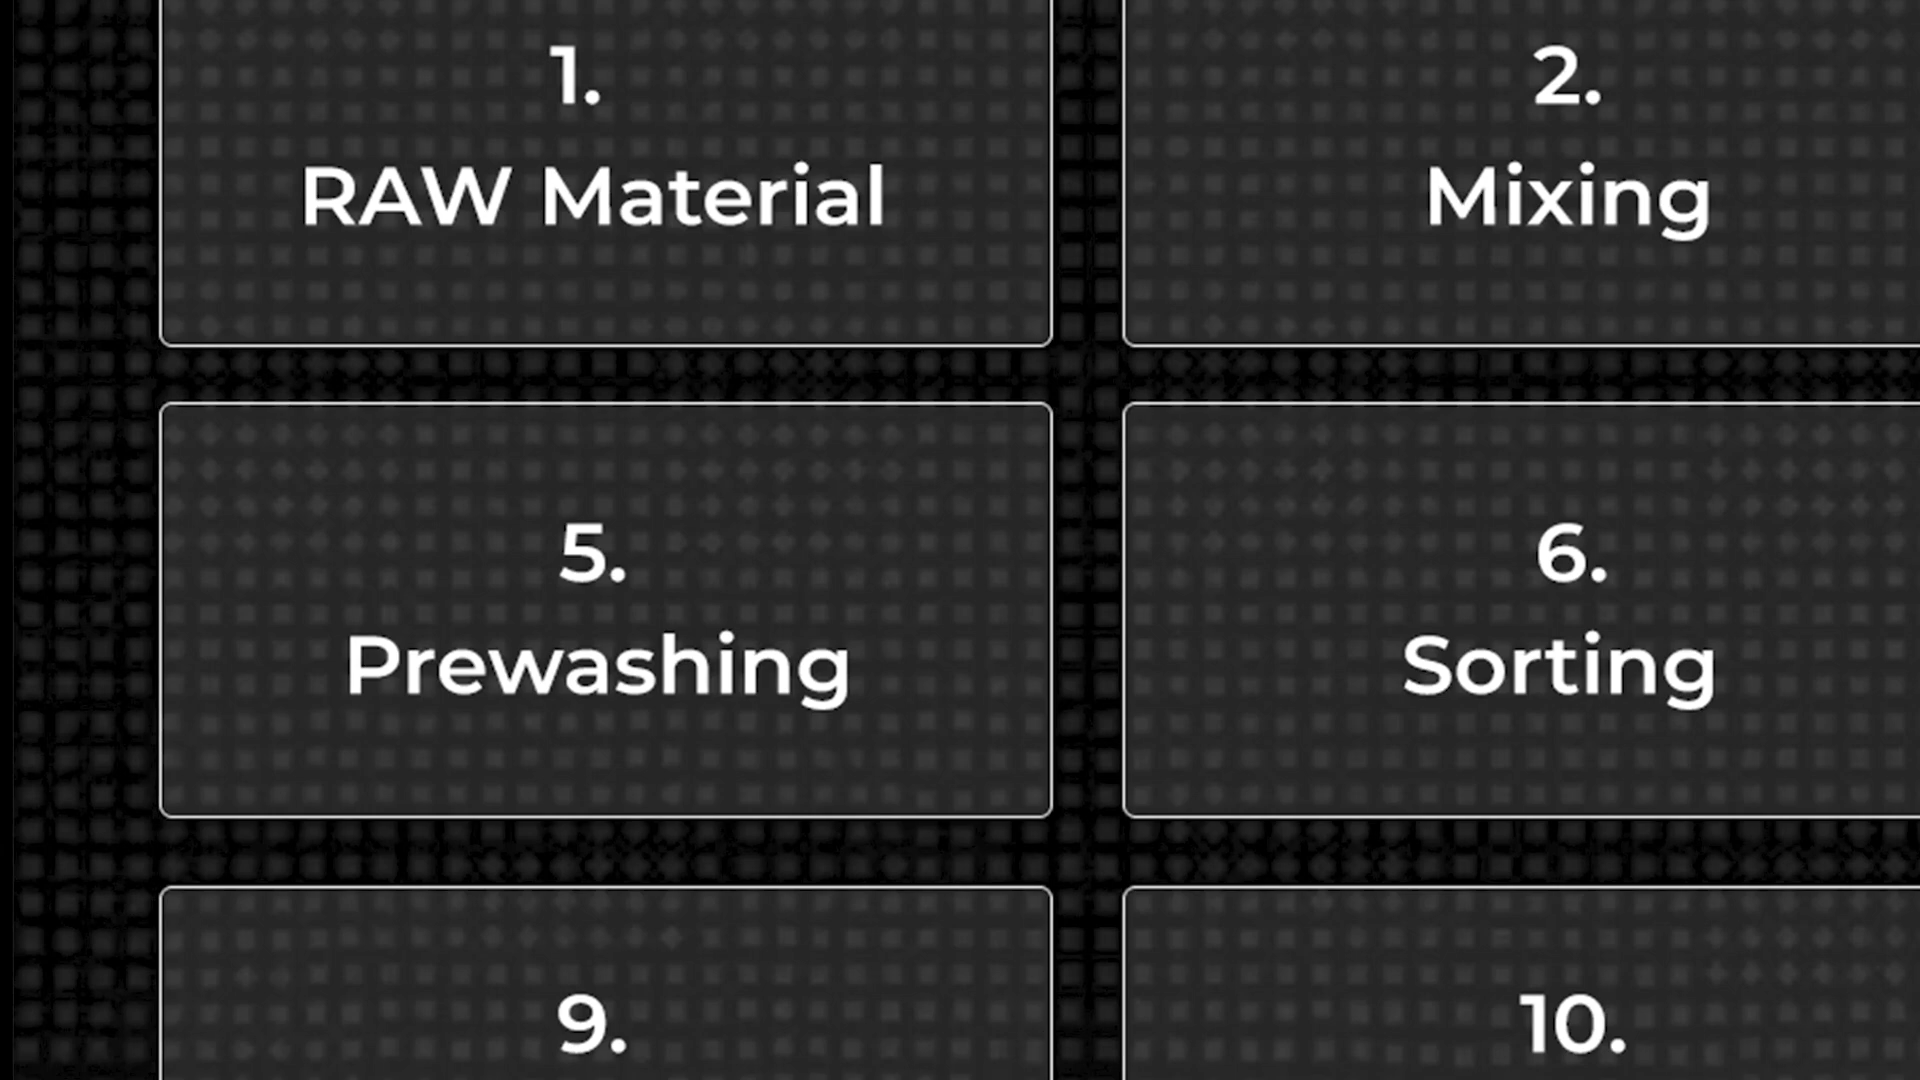 1.
RAW Material
2.
Mixing
5.
Prewashing
6.
Sorting
9.
10.